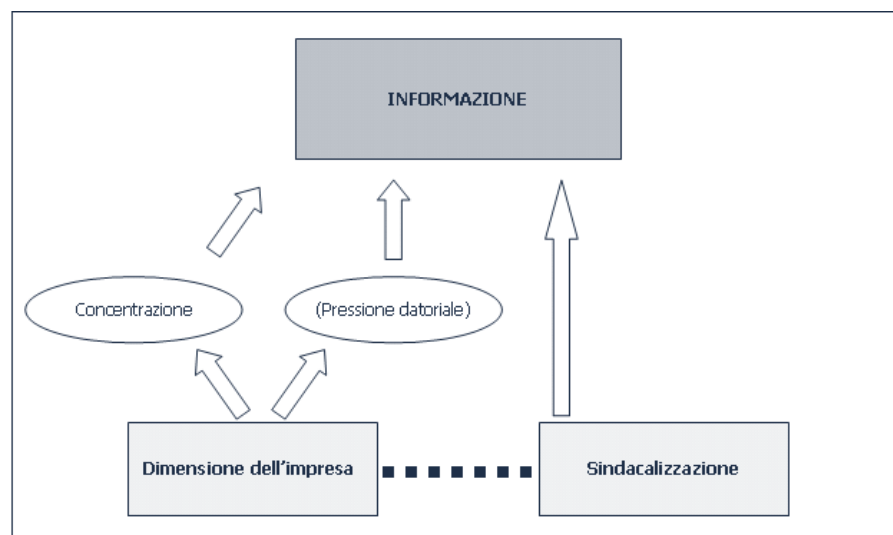 INFORMAZIONE
Concentrazione
(Pressione datoriale)
Dimensione dell'impresa
Sindacalizzazione